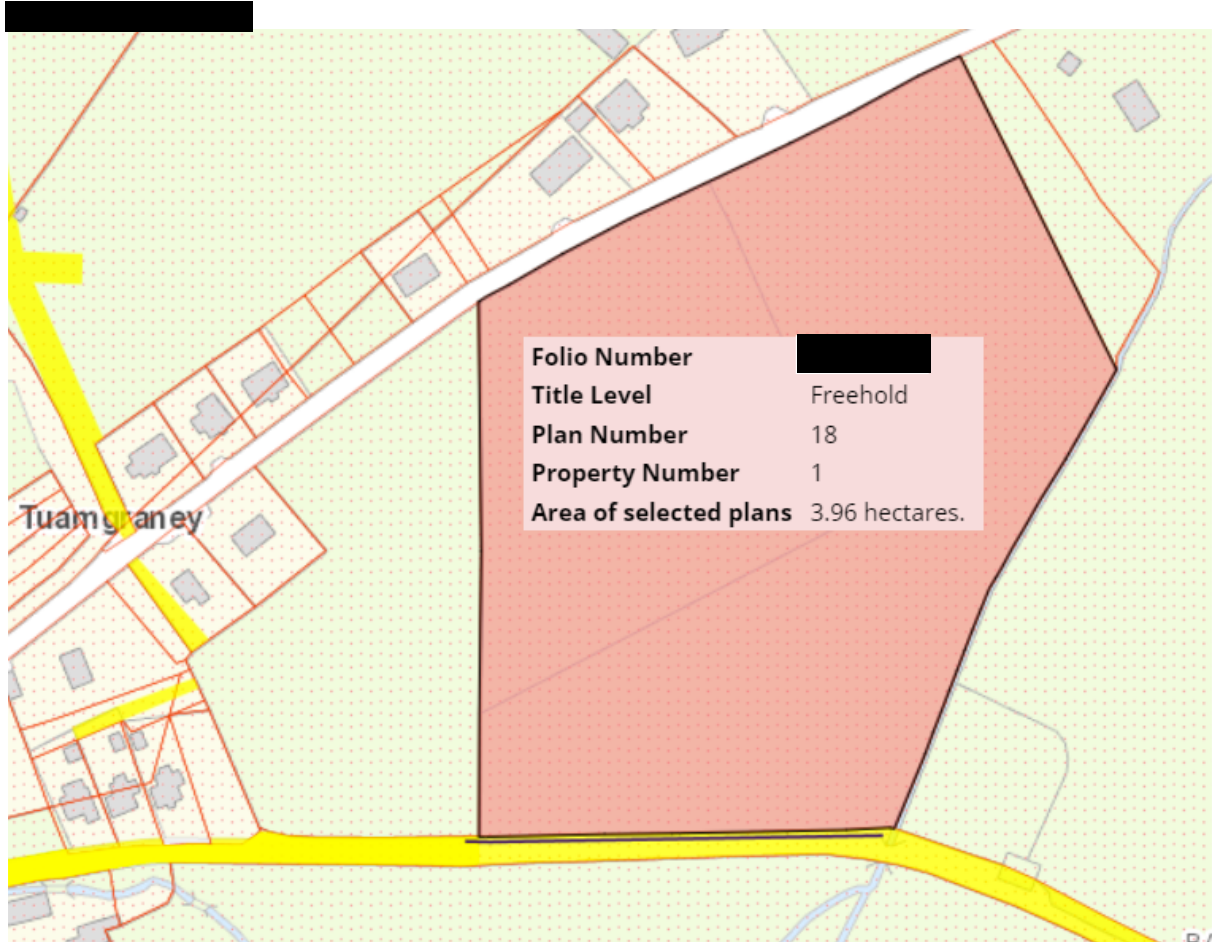 Folio Number
Title Level Freehold
Plan Number 18
Property Number 1
Area of selected plans 3.96 hectares.
Tuamgraney